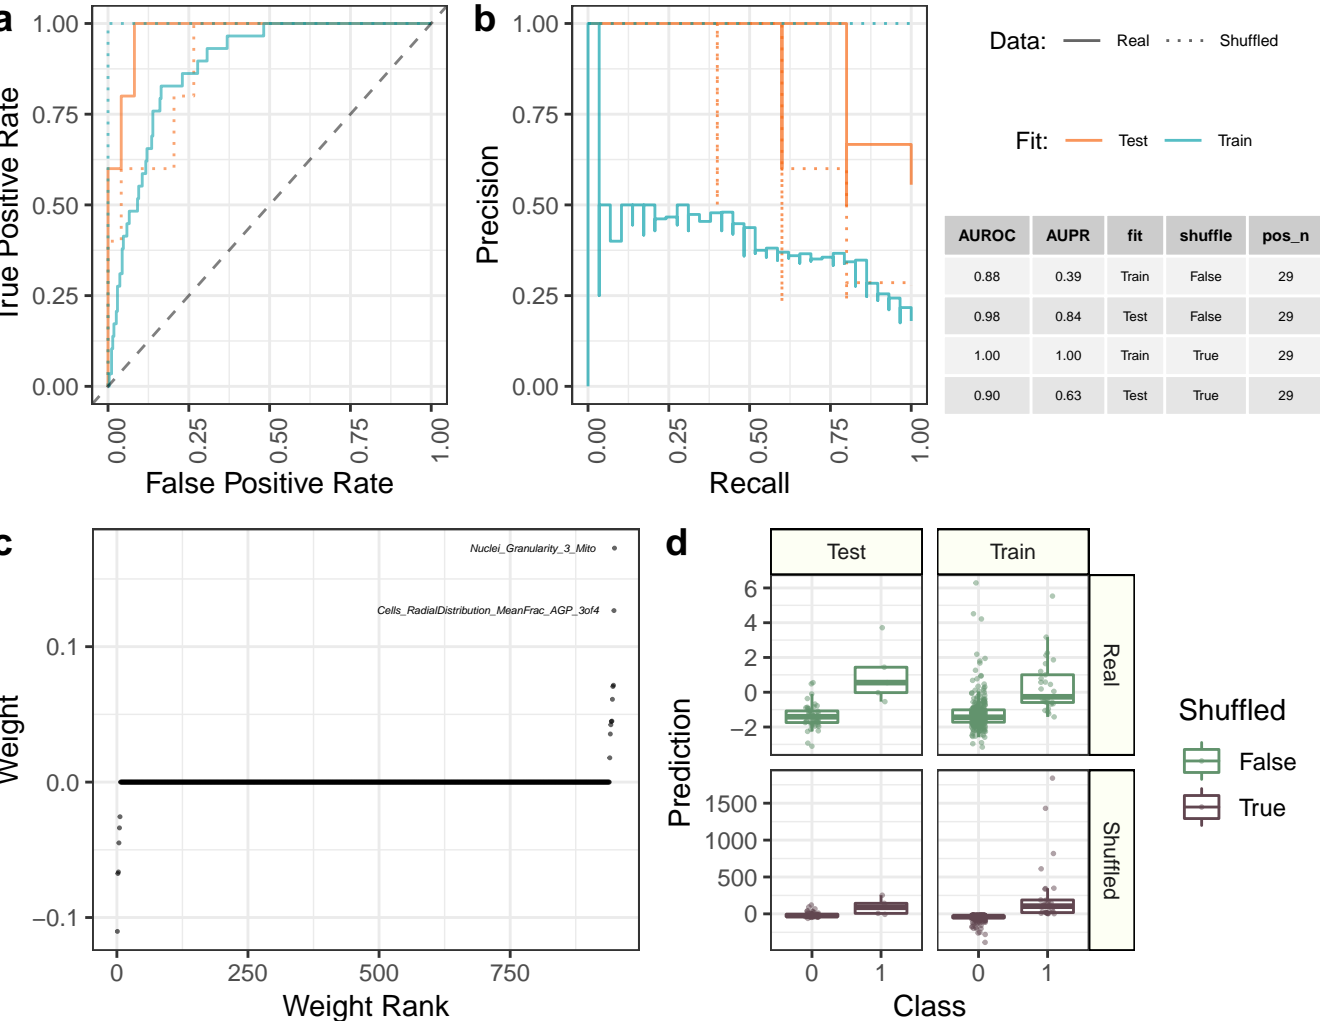 a
True Positive Rate
1.00
0.75
0.50
0.25
0.00
0.00
0.25
0.50
0.75
1.00
False Positive Rate
b
Precision
1.00
0.75
0.50
0.25
0.00
0.00
0.25
0.50
0.75
1.00
Recall
Data: Real Shuffled
Fit: Test Train
AUROC AUPR fit shuffle pos_n
0.88 0.39 Train False 29
0.98 0.84 Test False 29
1.00 1.00 Train True 29
0.90 0.63 Test True 29
c
Weight
0.1
0.0
−0.1
Nuclei_Granularity_3_Mito
Cells_RadialDistribution_MeanFrac_AGP_3of4
0 250 500 750
Weight Rank
d
Test Train
Prediction
6
4
2
0
−2
Real
1500
1000
500
0
Shuffled
0 1 0 1
Class
Shuffled
False
True